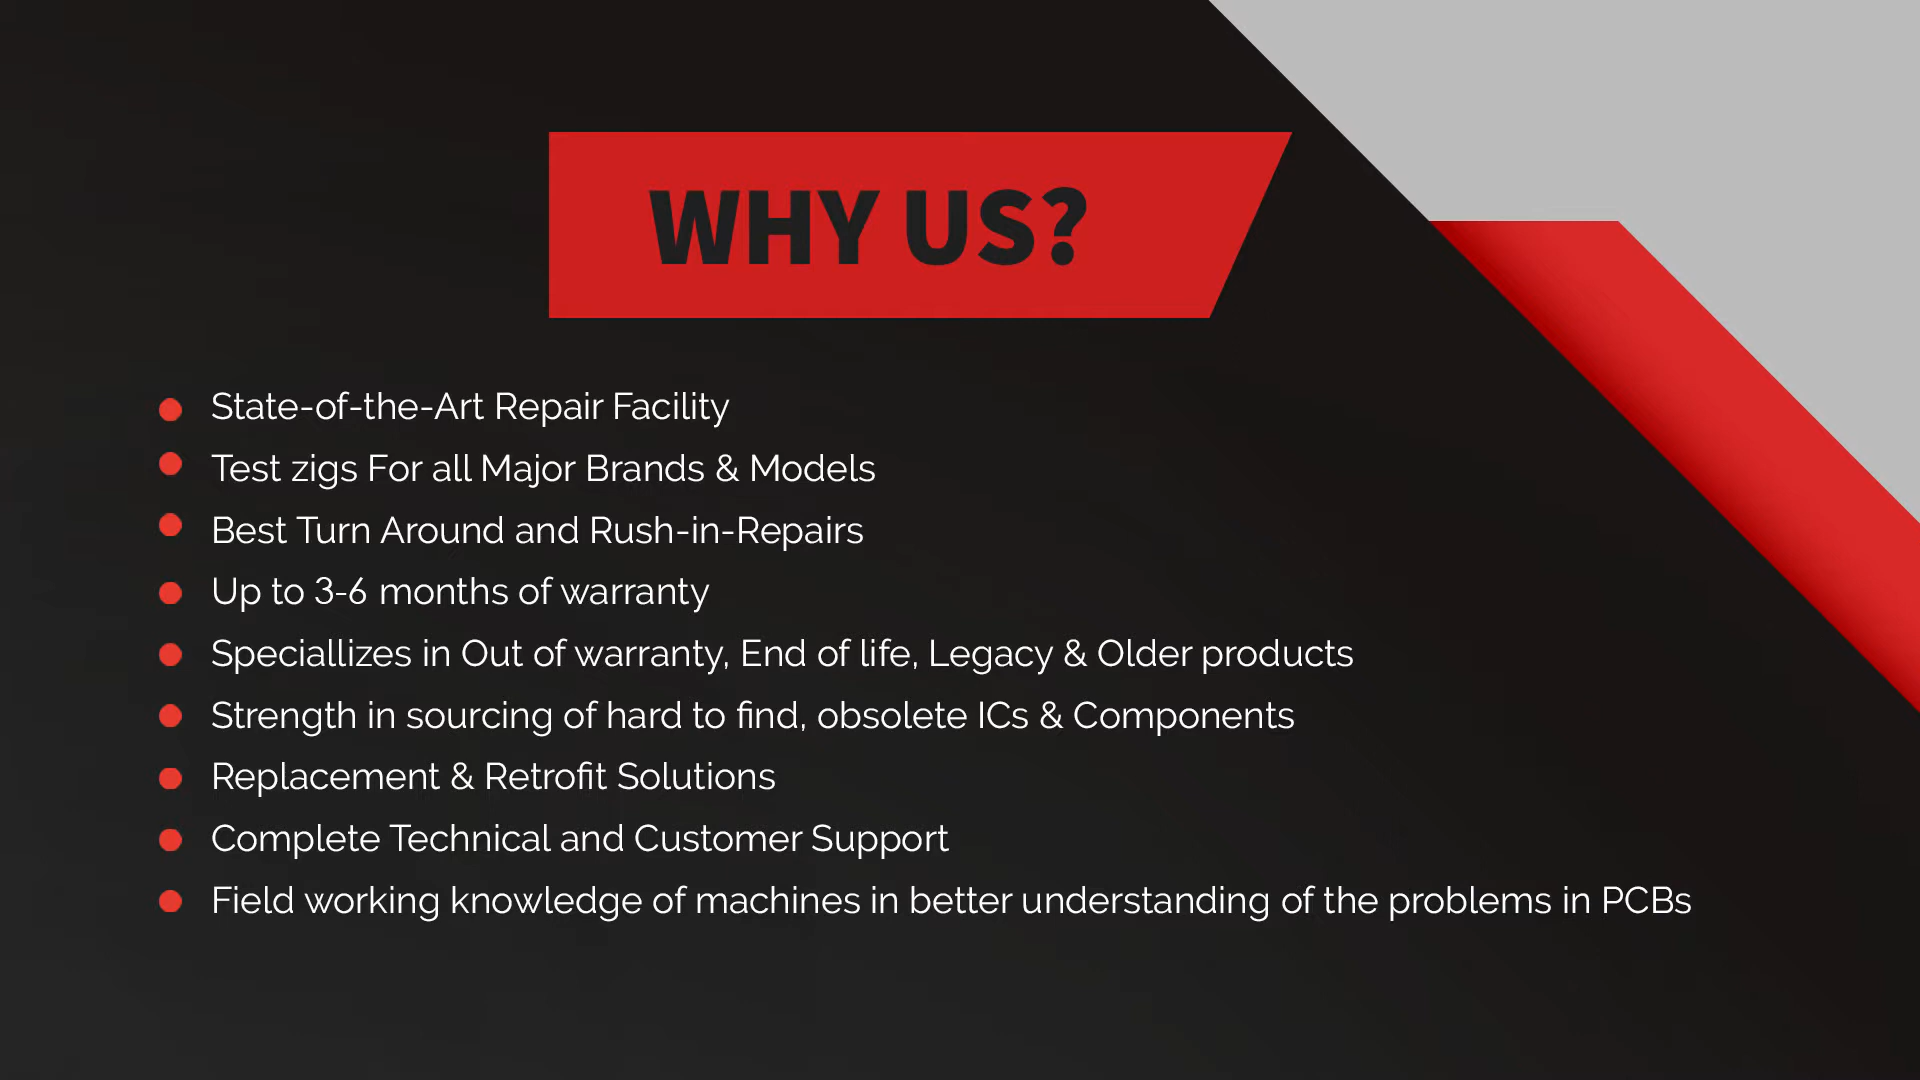 WHY US?
State-of-the-Art Repair Facility
Test zigs For all Major Brands & Models
Best Turn Around and Rush-in-Repairs
Up to 3-6 months of warranty
Speciallizes in Out of warranty, End of life, Legacy & Older products
Strength in sourcing of hard to find, obsolete ICs & Components
Replacement & Retrofit Solutions
Complete Technical and Customer Support
Field working knowledge of machines in better understanding of the problems in PCBs